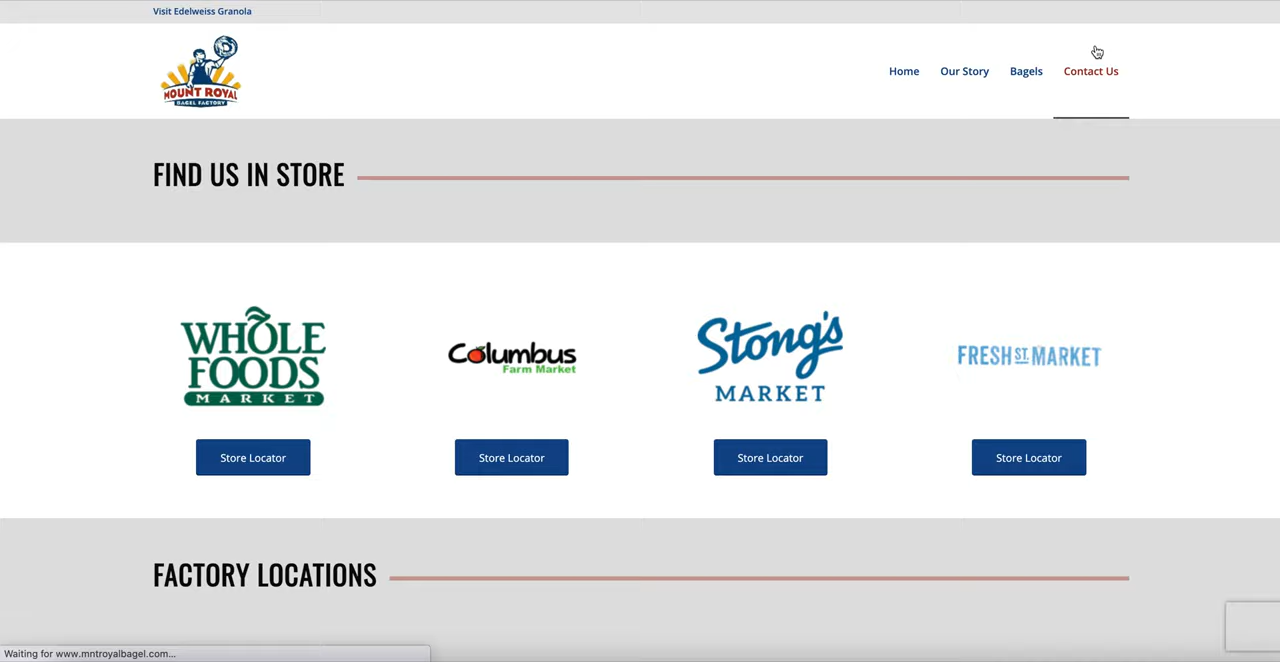 Visit Edelweiss Granola
MOUNT ROYAL
BAGEL FACTORY
Home Our Story Bagels Contact Us
FIND US IN STORE
WHOLE
FOODS
MARKET
Columbus
Farm Market
Stong's
MARKET
FRESH ST. MARKET
Store Locator Store Locator Store Locator Store Locator
FACTORY LOCATIONS
Waiting for www.mntroyalbagel.com...